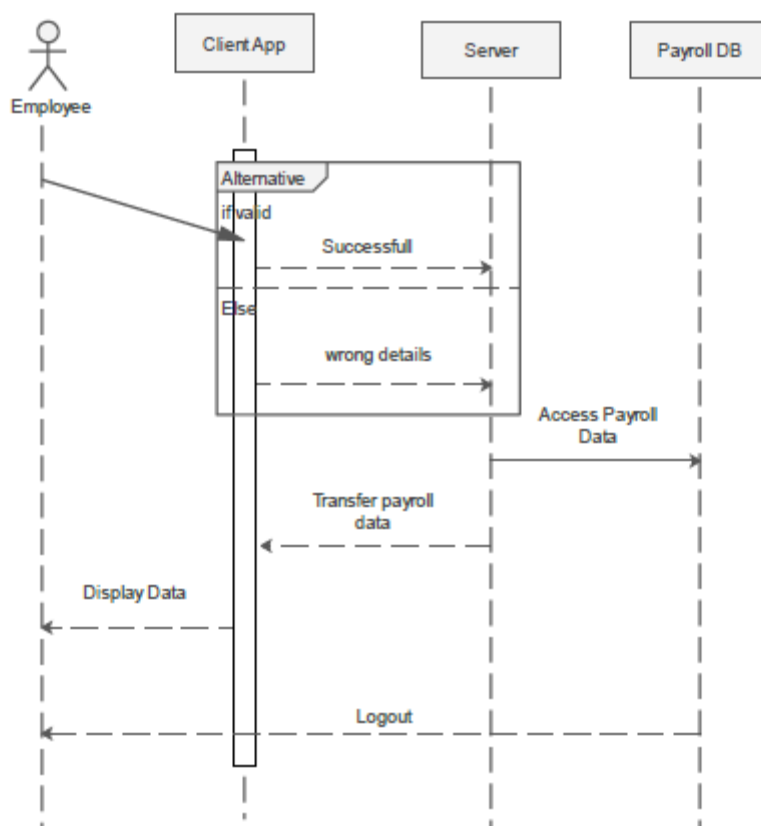 Client App
Server
Payroll DB
Employee
Alternative
if valid
Successfull
Else
wrong details
Access Payroll
Data
Transfer payroll
data
Display Data
Logout